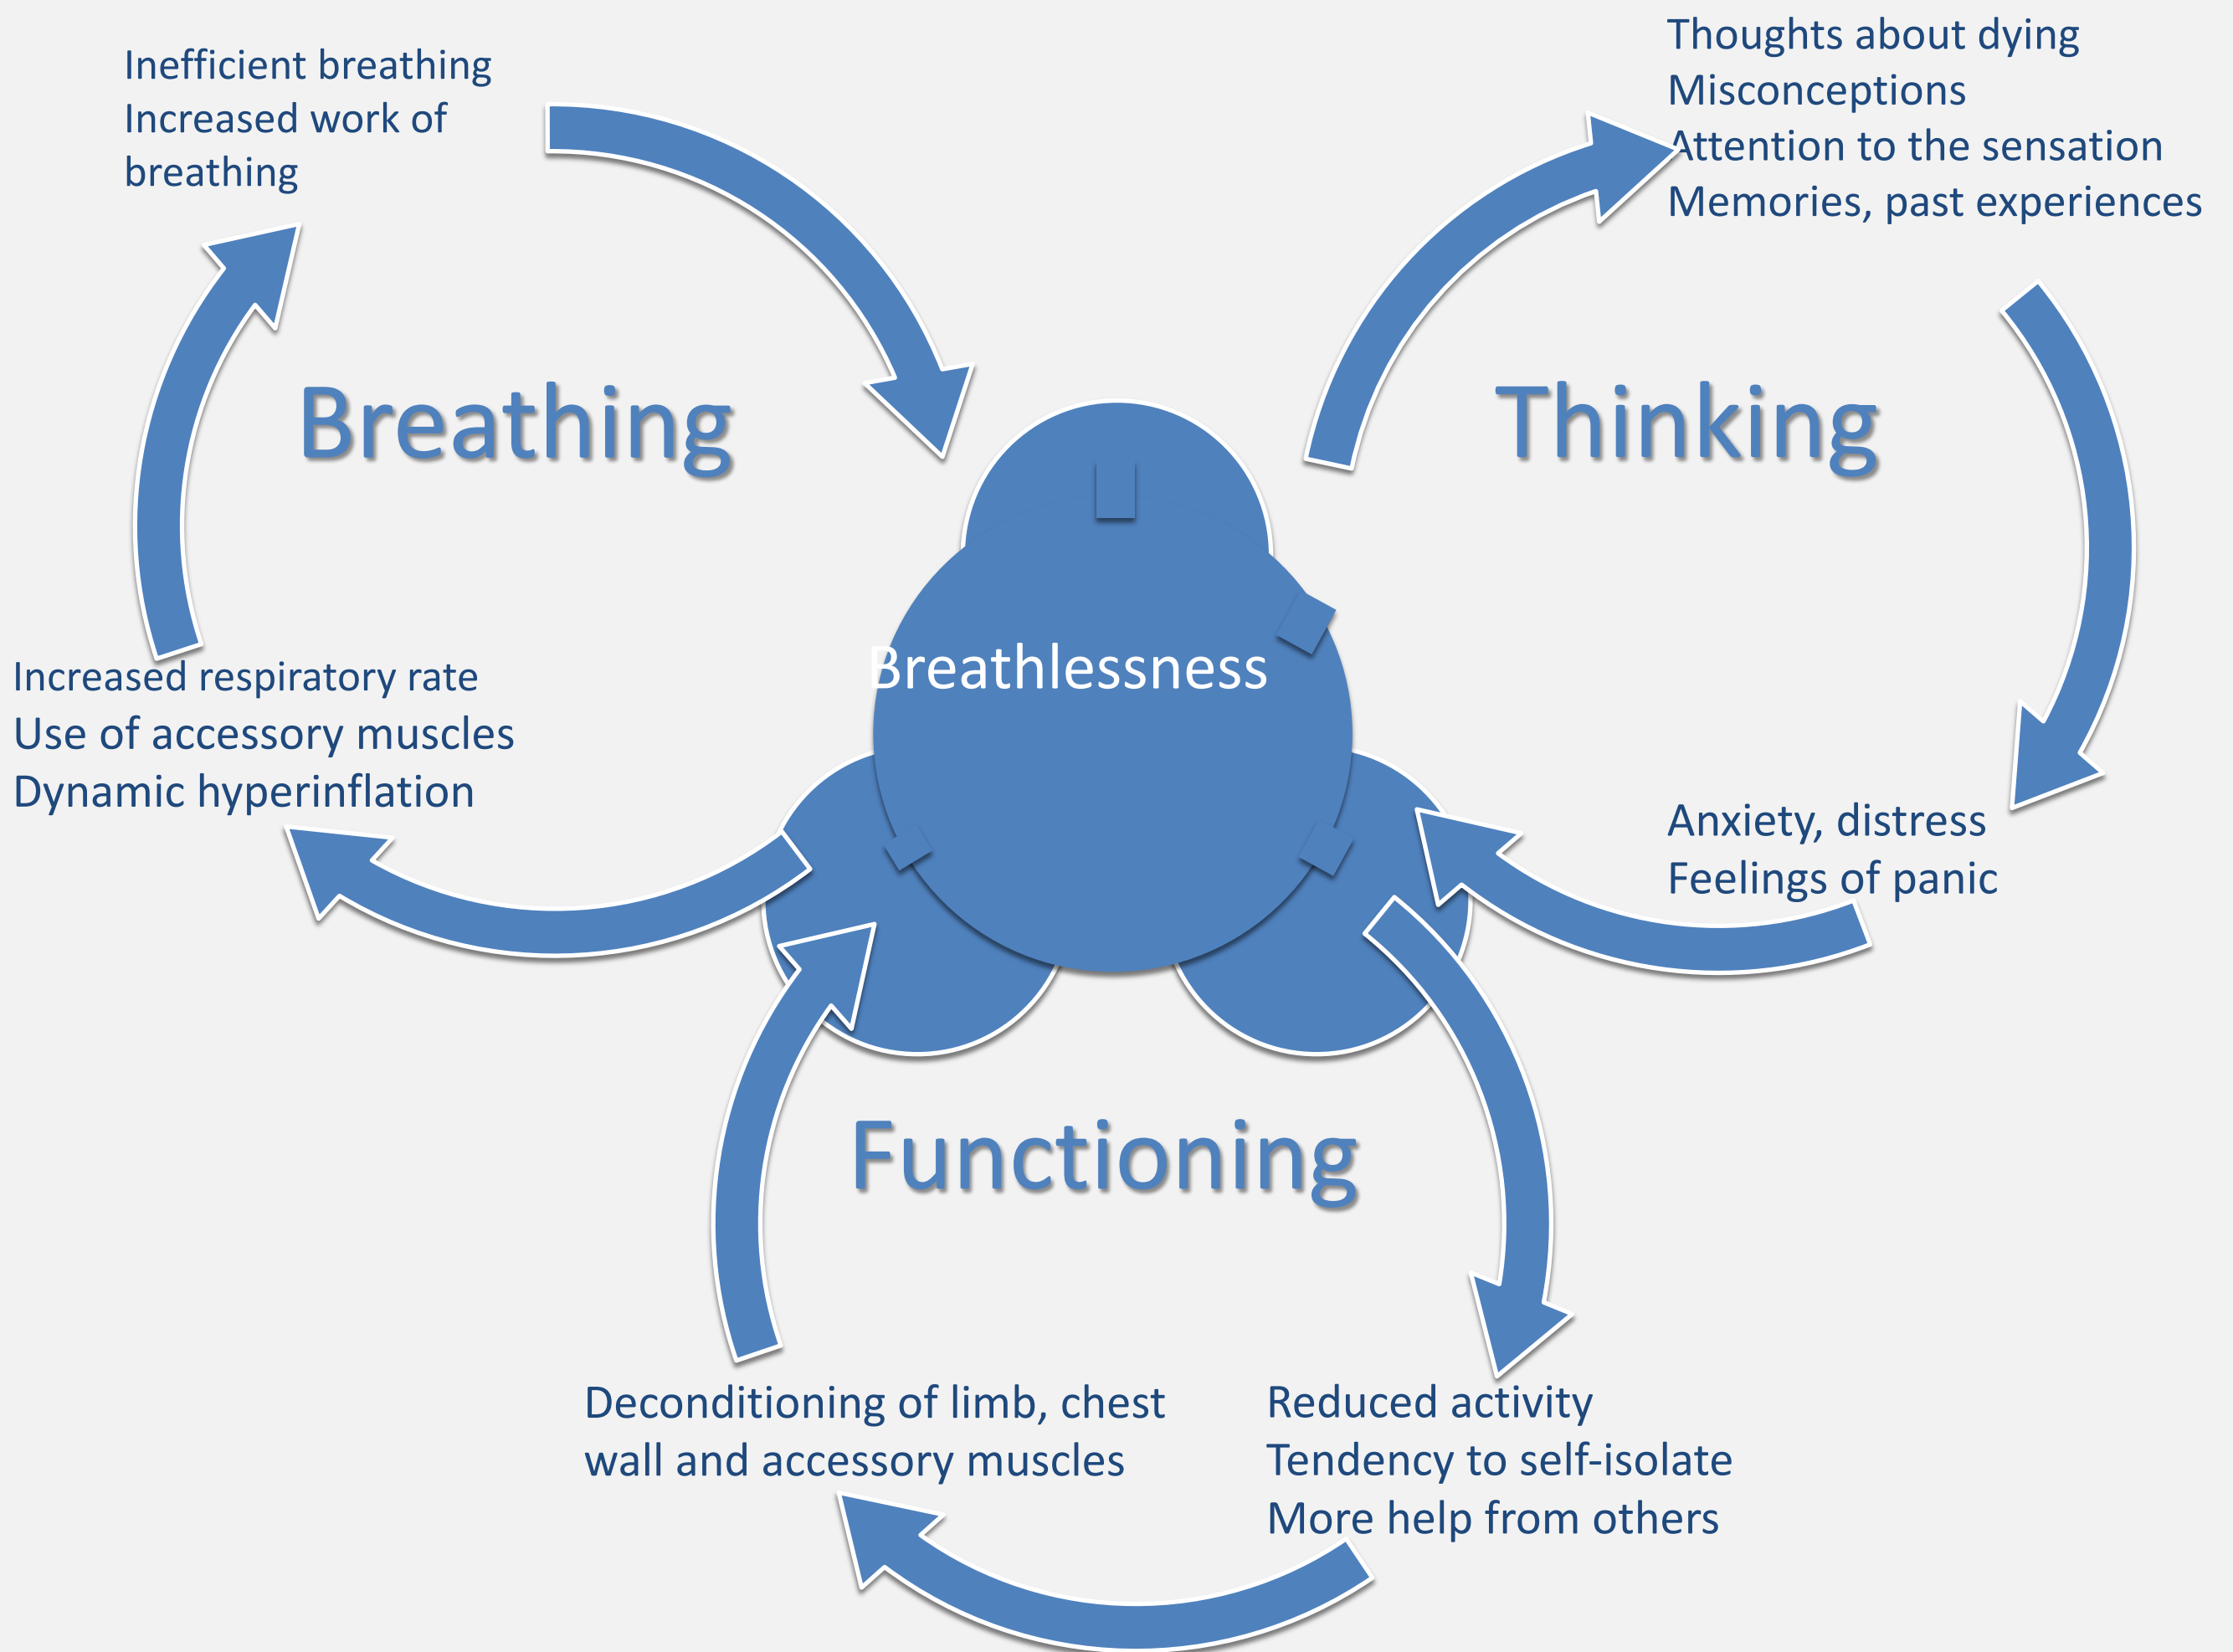 Inefficient breathing
Increased work of
breathing
Thoughts about dying
Misconceptions
Attention to the sensation
Memories, past experiences
Breathing
Thinking
Breathlessness
Increased respiratory rate
Use of accessory muscles
Dynamic hyperinflation
Anxiety, distress
Feelings of panic
Functioning
Deconditioning of limb, chest
wall and accessory muscles
Reduced activity
Tendency to self-isolate
More help from others